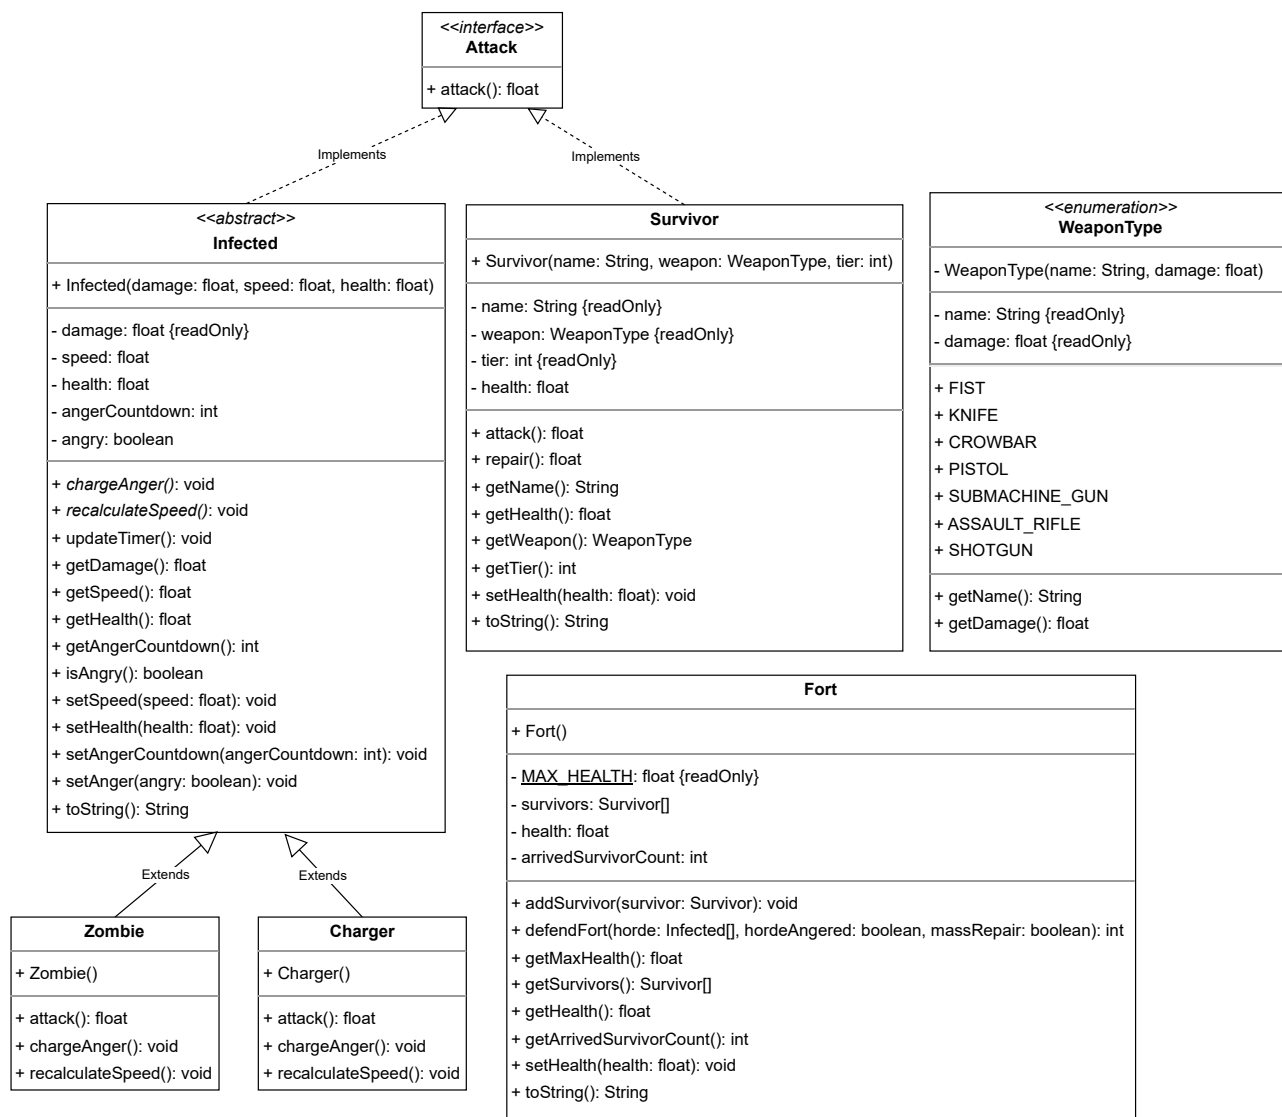 <<interface>>
Attack
+ attack(): float
Implements
Implements
<<abstract>>
Infected
+ Infected(damage: float, speed: float, health: float)
- damage: float {readOnly}
- speed: float
- health: float
- angerCountdown: int
- angry: boolean
+ chargeAnger(): void
+ recalculateSpeed(): void
+ updateTimer(): void
+ getDamage(): float
+ getSpeed(): float
+ getHealth(): float
+ getAngerCountdown(): int
+ isAngry(): boolean
+ setSpeed(speed: float): void
+ setHealth(health: float): void
+ setAngerCountdown(angerCountdown: int): void
+ setAnger(angry: boolean): void
+ toString(): String
Survivor
+ Survivor(name: String, weapon: WeaponType, tier: int)
- name: String {readOnly}
- weapon: WeaponType {readOnly}
- tier: int {readOnly}
- health: float
+ attack(): float
+ repair(): float
+ getName(): String
+ getHealth(): float
+ getWeapon(): WeaponType
+ getTier(): int
+ setHealth(health: float): void
+ toString(): String
<<enumeration>>
WeaponType
- WeaponType(name: String, damage: float)
- name: String {readOnly}
- damage: float {readOnly}
+ FIST
+ KNIFE
+ CROWBAR
+ PISTOL
+ SUBMACHINE_GUN
+ ASSAULT_RIFLE
+ SHOTGUN
+ getName(): String
+ getDamage(): float
Extends
Extends
Zombie
+ Zombie()
+ attack(): float
+ chargeAnger(): void
+ recalculateSpeed(): void
Charger
+ Charger()
+ attack(): float
+ chargeAnger(): void
+ recalculateSpeed(): void
Fort
+ Fort()
- MAX_HEALTH: float {readOnly}
- survivors: Survivor[]
- health: float
- arrivedSurvivorCount: int
+ addSurvivor(survivor: Survivor): void
+ defendFort(horde: Infected[], hordeAngered: boolean, massRepair: boolean): int
+ getMaxHealth(): float
+ getSurvivors(): Survivor[]
+ getHealth(): float
+ getArrivedSurvivorCount(): int
+ setHealth(health: float): void
+ toString(): String